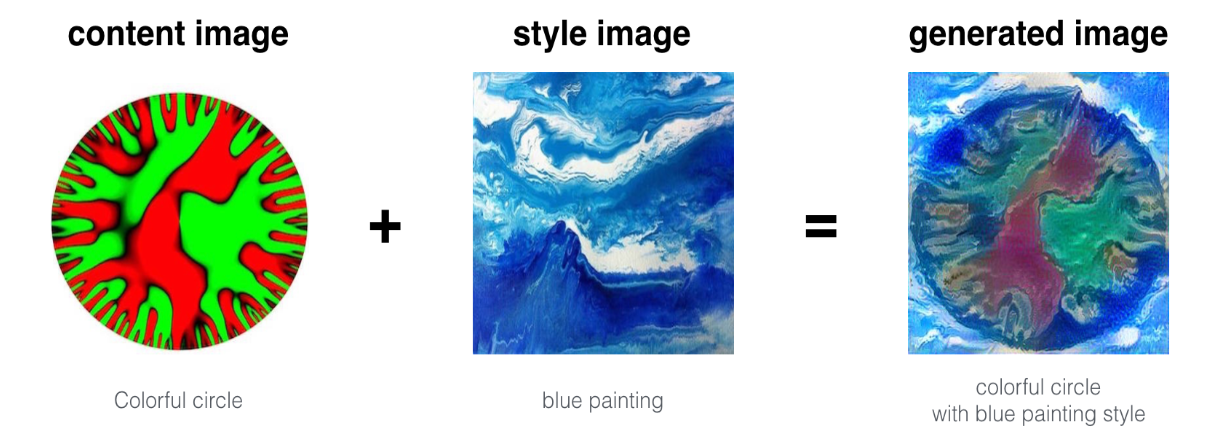 content image
style image
generated image
+
=
Colorful circle
blue painting
colorful circle
with blue painting style